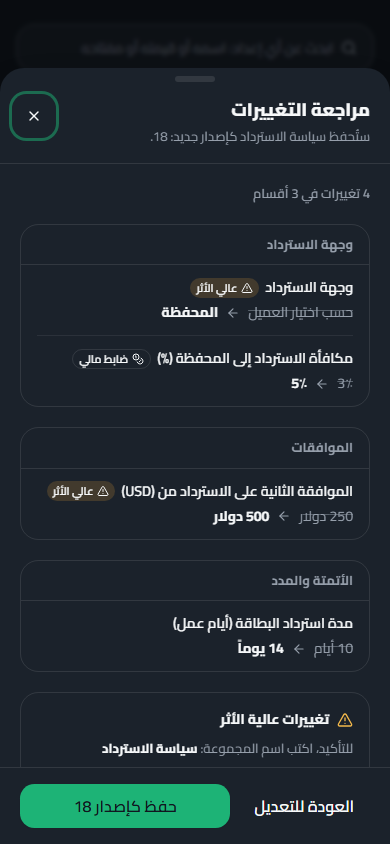 مراجعة التغييرات
ستُحفظ سياسة الاسترداد كإصدار جديد: 18.
4 تغييرات في 3 أقسام
وجهة الاسترداد
وجهة الاسترداد عالي الأثر
حسب اختيار العميل ← المحفظة
مكافأة الاسترداد إلى المحفظة (%) ضابط مالي
3٪ ← 5٪
الموافقات
الموافقة الثانية على الاسترداد من (USD) عالي الأثر
250 دولار ← 500 دولار
الأتمتة والمدد
مدة استرداد البطاقة (أيام عمل)
10 أيام ← 14 يوماً
تغييرات عالية الأثر
للتأكيد، اكتب اسم المجموعة: سياسة الاسترداد
العودة للتعديل
حفظ كإصدار 18